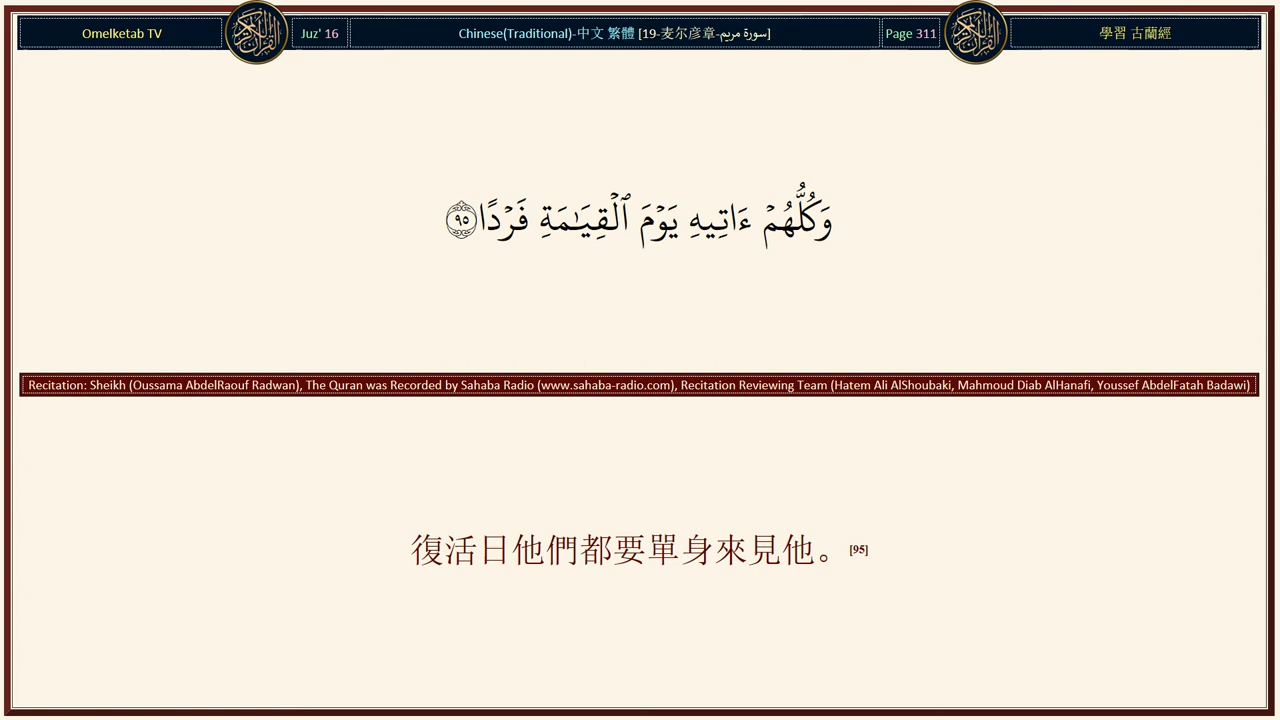 Omelketab TV
Juz' 16
Chinese(Traditional)-中文 繁體 [19-麦尔彦章-سورة مريم]
Page 311
學習 古蘭經
وَكُلُّهُمۡ ءَاتِيهِ يَوۡمَ ٱلۡقِيَٰمَةِ فَرۡدًا ٩٥
Recitation: Sheikh (Oussama AbdelRaouf Radwan), The Quran was Recorded by Sahaba Radio (www.sahaba-radio.com), Recitation Reviewing Team (Hatem Ali AlShoubaki, Mahmoud Diab AlHanafi, Youssef AbdelFatah Badawi)
復活日他們都要單身來見他。[95]